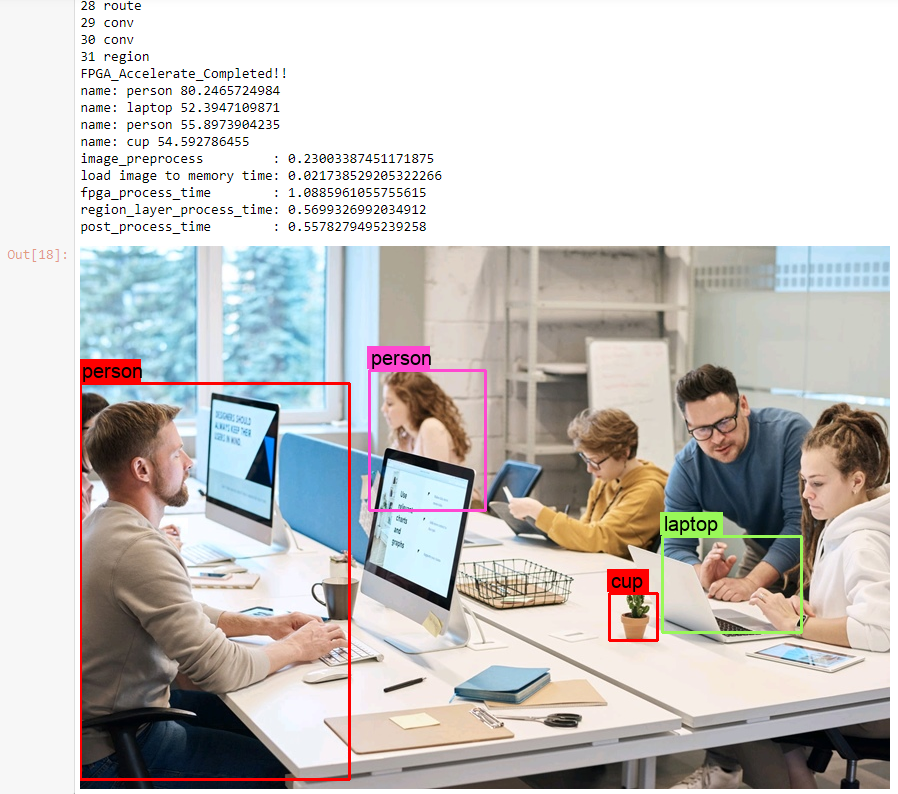 28 route
29 conv
30 conv
31 region
FPGA_Accelerate_Completed!!
name: person 80.2465724984
name: laptop 52.3947109871
name: person 55.8973904235
name: cup 54.592786455
image_preprocess         : 0.23003387451171875
load image to memory time: 0.021738529205322266
fpga_process_time        : 1.0885961055755615
region_layer_process_time: 0.5699326992034912
post_process_time        : 0.5578279495239258
Out[18]:
person
person
DESIGNERS SHOULD
ALWAYS KEEP THEIR
USERS IN MIND.
Use
relevant
charts
and
graphs
laptop
cup